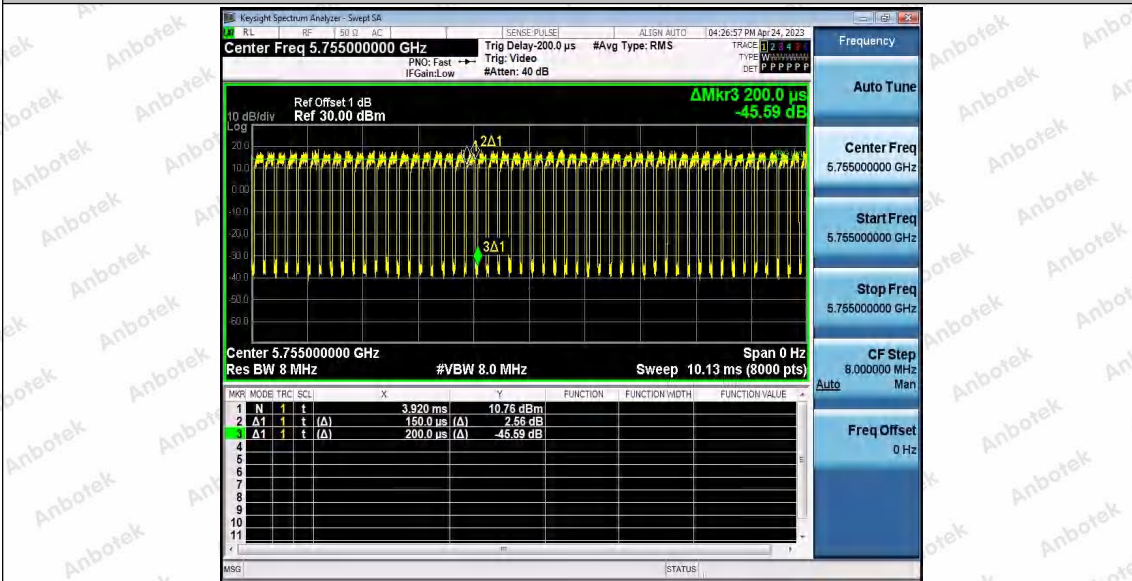 Keysight Spectrum Analyzer - Swept SA
RL RF 50 Ω AC SENSE:PULSE ALIGN AUTO 04:26:57 PM Apr 24, 2023
Center Freq 5.755000000 GHz
PNO: Fast
IFGain:Low
Trig Delay-200.0 µs
Trig: Video
#Atten: 40 dB
#Avg Type: RMS
TRACE 1 2 3 4 5 6
TYPE WWWWWW
DET P P P P P P
Frequency
ΔMkr3 200.0 µs
-45.59 dB
Ref Offset 1 dB
10 dB/div Ref 30.00 dBm
Log
20.0
10.0
0.00
-10.0
-20.0
-30.0
-40.0
-50.0
-60.0
2Δ1
3Δ1
Center 5.755000000 GHz Span 0 Hz
Res BW 8 MHz #VBW 8.0 MHz Sweep 10.13 ms (8000 pts)
MKR MODE TRC SCL X Y FUNCTION FUNCTION WIDTH FUNCTION VALUE
1 N 1 t 3.920 ms 10.76 dBm
2 Δ1 1 t (Δ) 150.0 µs (Δ) 2.56 dB
3 Δ1 1 t (Δ) 200.0 µs (Δ) -45.59 dB
4
5
6
7
8
9
10
11
MSG STATUS
Auto Tune
Center Freq
5.755000000 GHz
Start Freq
5.755000000 GHz
Stop Freq
5.755000000 GHz
CF Step
8.000000 MHz
Auto Man
Freq Offset
0 Hz
Anbotek